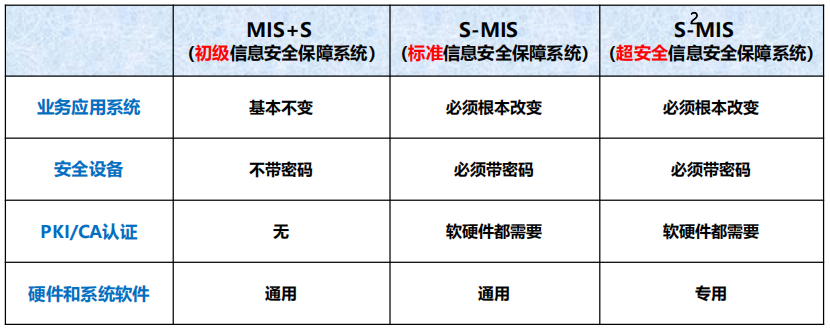 MIS+S
(初级信息安全保障系统)
S-MIS
(标准信息安全保障系统)
S²-MIS
(超安全信息安全保障系统)
业务应用系统 基本不变 必须根本改变 必须根本改变
安全设备 不带密码 必须带密码 必须带密码
PKI/CA认证 无 软硬件都需要 软硬件都需要
硬件和系统软件 通用 通用 专用